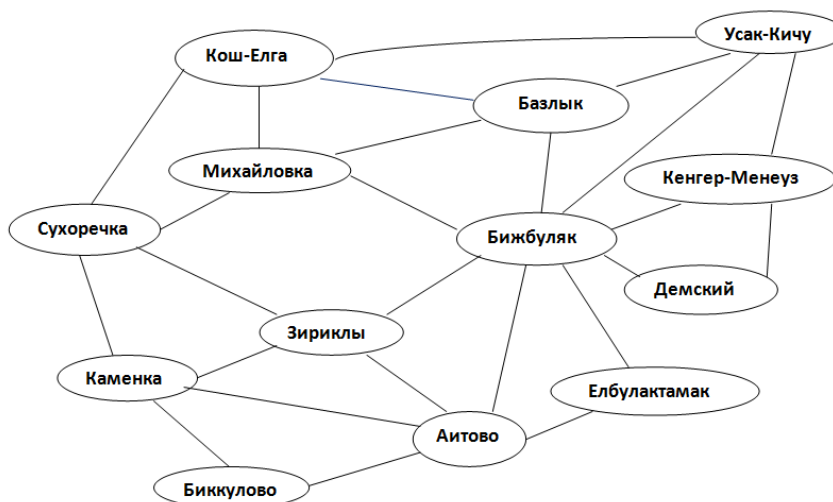 Усак-Кичу
Кош-Елга
Базлык
Михайловка
Кенгер-Менеуз
Сухоречка
Бижбуляк
Демский
Зириклы
Каменка
Елбулактамак
Аитово
Биккулово